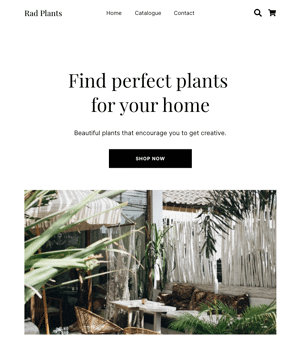 Rad Plants
Home Catalogue Contact
Find perfect plants
for your home
Beautiful plants that encourage you to get creative.
SHOP NOW